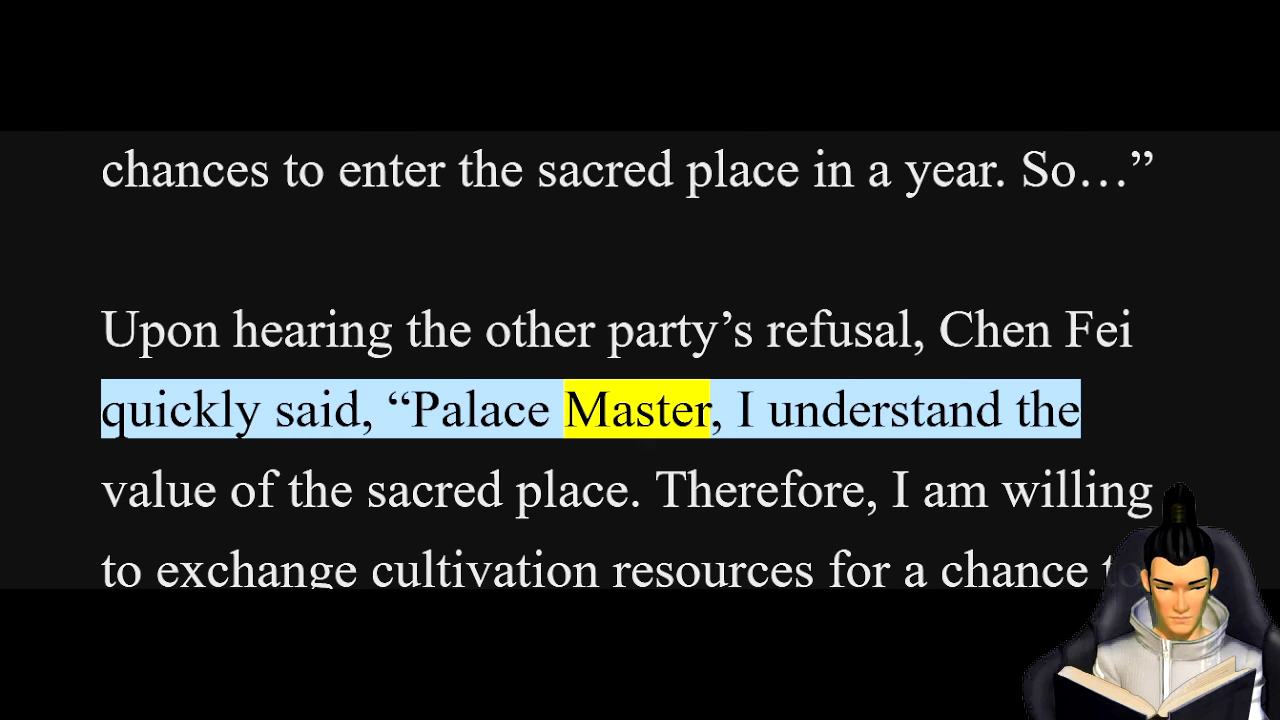 chances to enter the sacred place in a year. So…”
Upon hearing the other party’s refusal, Chen Fei
quickly said, “Palace Master, I understand the
value of the sacred place. Therefore, I am willing
to exchange cultivation resources for a chance to